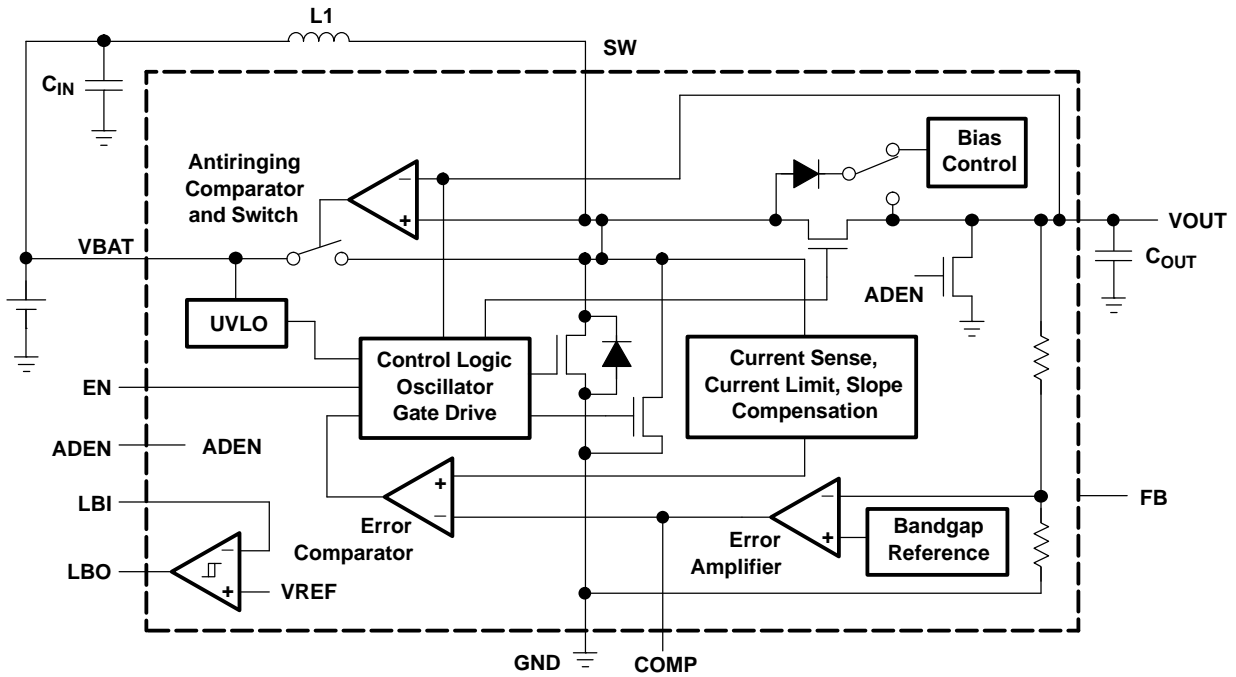 L1
SW
CIN
Antiringing
Comparator
and Switch
Bias
Control
−
+
VBAT
VOUT
COUT
ADEN
UVLO
Control Logic
Oscillator
Gate Drive
Current Sense,
Current Limit, Slope
Compensation
EN
ADEN
ADEN
LBI
+
−
Error
Comparator
−
+
Error
Amplifier
Bandgap
Reference
FB
LBO
−
+
VREF
GND
COMP